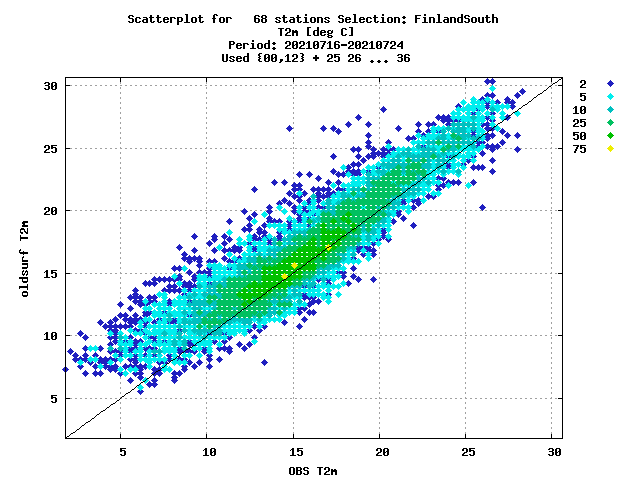 Scatterplot for   68 stations Selection: FinlandSouth
T2m [deg C]
Period: 20210716-20210724
Used {00,12} + 25 26 ... 36
30
25
20
15
10
5
oldsurf T2m
5 10 15 20 25 30
OBS T2m
2
5
10
25
50
75